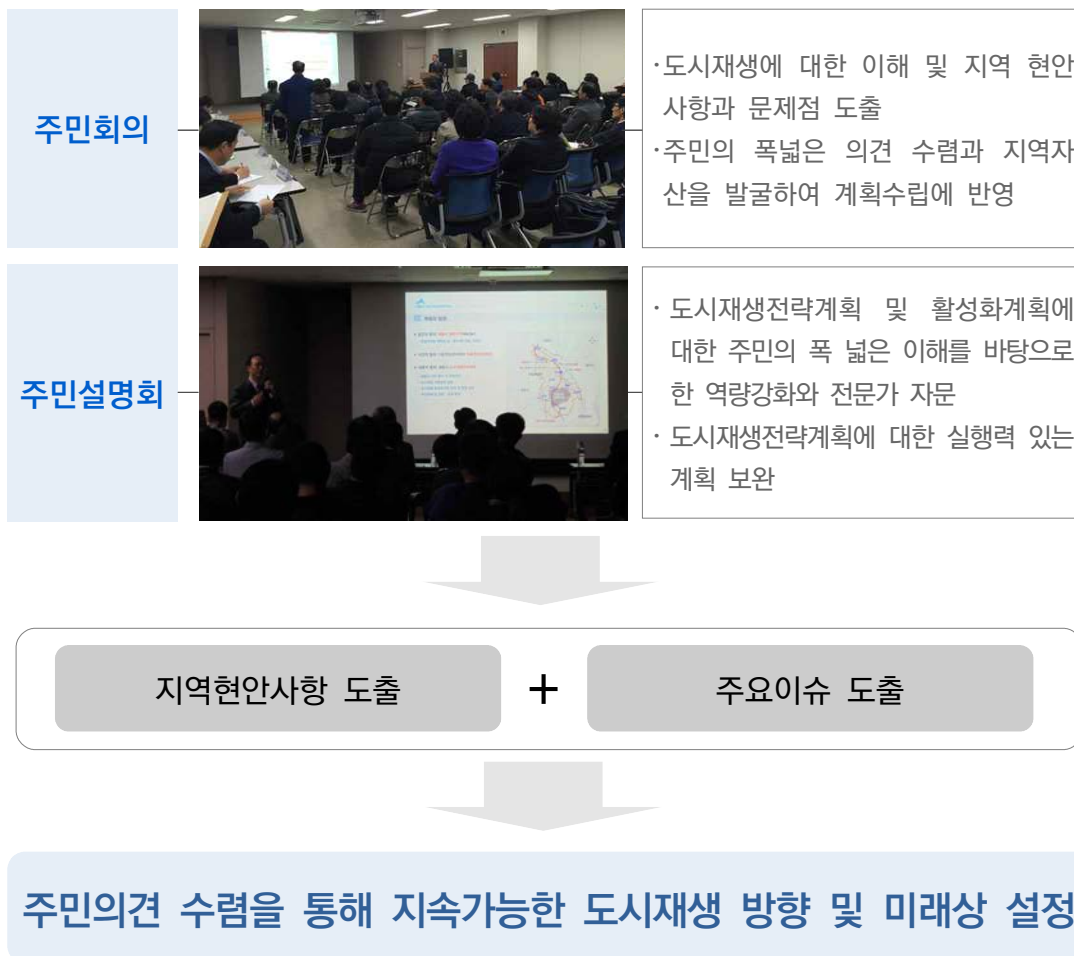 주민회의
·도시재생에 대한 이해 및 지역 현안
사항과 문제점 도출
·주민의 폭넓은 의견 수렴과 지역자
산을 발굴하여 계획수립에 반영
주민설명회
· 도시재생전략계획 및 활성화계획에
대한 주민의 폭 넓은 이해를 바탕으로
한 역량강화와 전문가 자문
· 도시재생전략계획에 대한 실행력 있는
계획 보완
지역현안사항 도출
+
주요이슈 도출
주민의견 수렴을 통해 지속가능한 도시재생 방향 및 미래상 설정